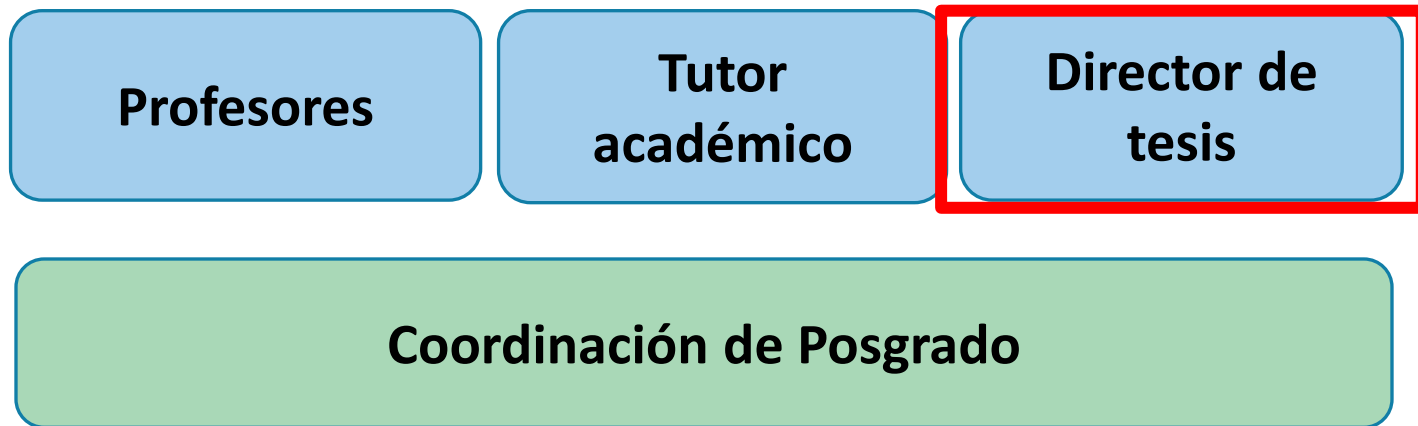 Profesores
Tutor
académico
Director de
tesis
Coordinación de Posgrado